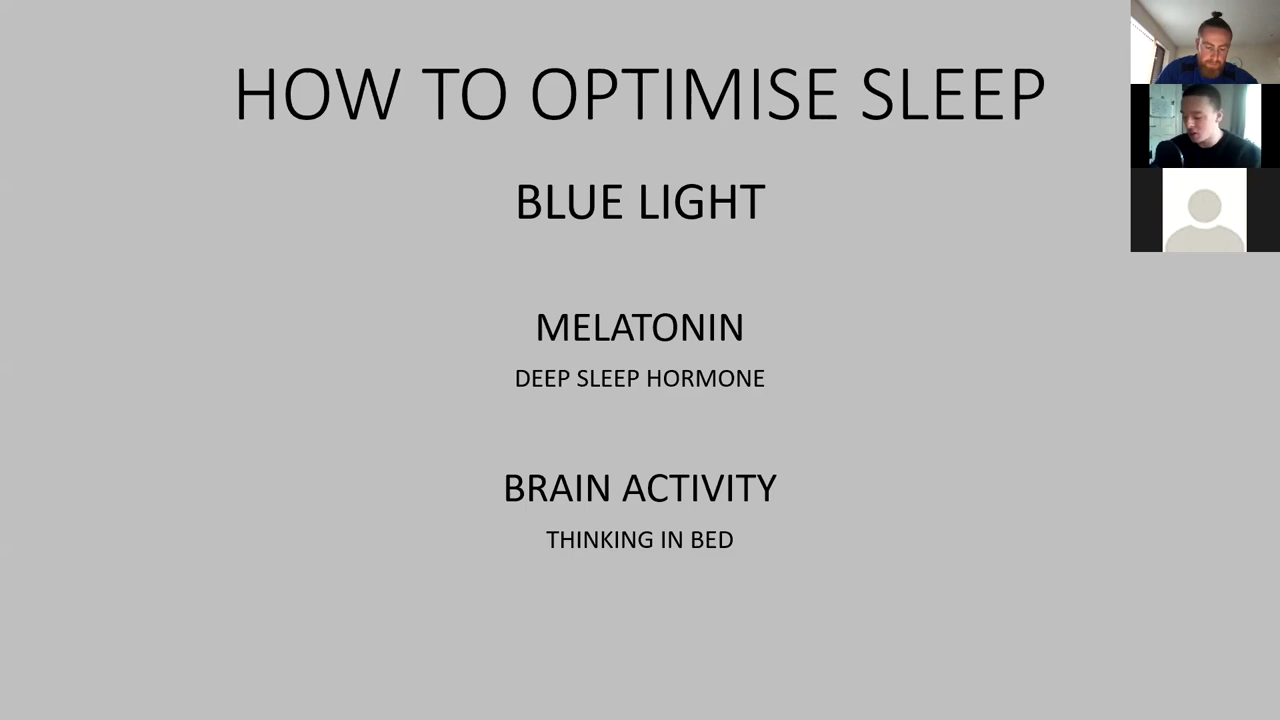 HOW TO OPTIMISE SLEEP
BLUE LIGHT
MELATONIN
DEEP SLEEP HORMONE
BRAIN ACTIVITY
THINKING IN BED